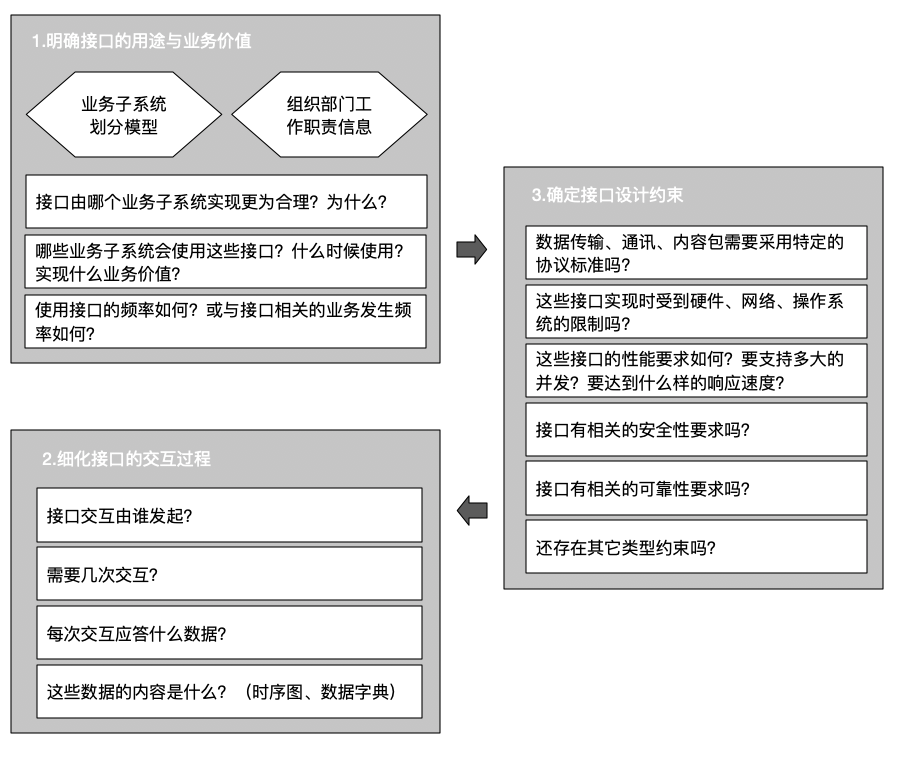 1.明确接口的用途与业务价值
业务子系统
划分模型
组织部门工
作职责信息
接口由哪个业务子系统实现更为合理？为什么？
哪些业务子系统会使用这些接口？什么时候使用？
实现什么业务价值？
使用接口的频率如何？或与接口相关的业务发生频
率如何？
2.细化接口的交互过程
接口交互由谁发起？
需要几次交互？
每次交互应答什么数据？
这些数据的内容是什么？（时序图、数据字典）
3.确定接口设计约束
数据传输、通讯、内容包需要采用特定的
协议标准吗？
这些接口实现时受到硬件、网络、操作系
统的限制吗？
这些接口的性能要求如何？要支持多大的
并发？要达到什么样的响应速度？
接口有相关的安全性要求吗？
接口有相关的可靠性要求吗？
还存在其它类型约束吗？